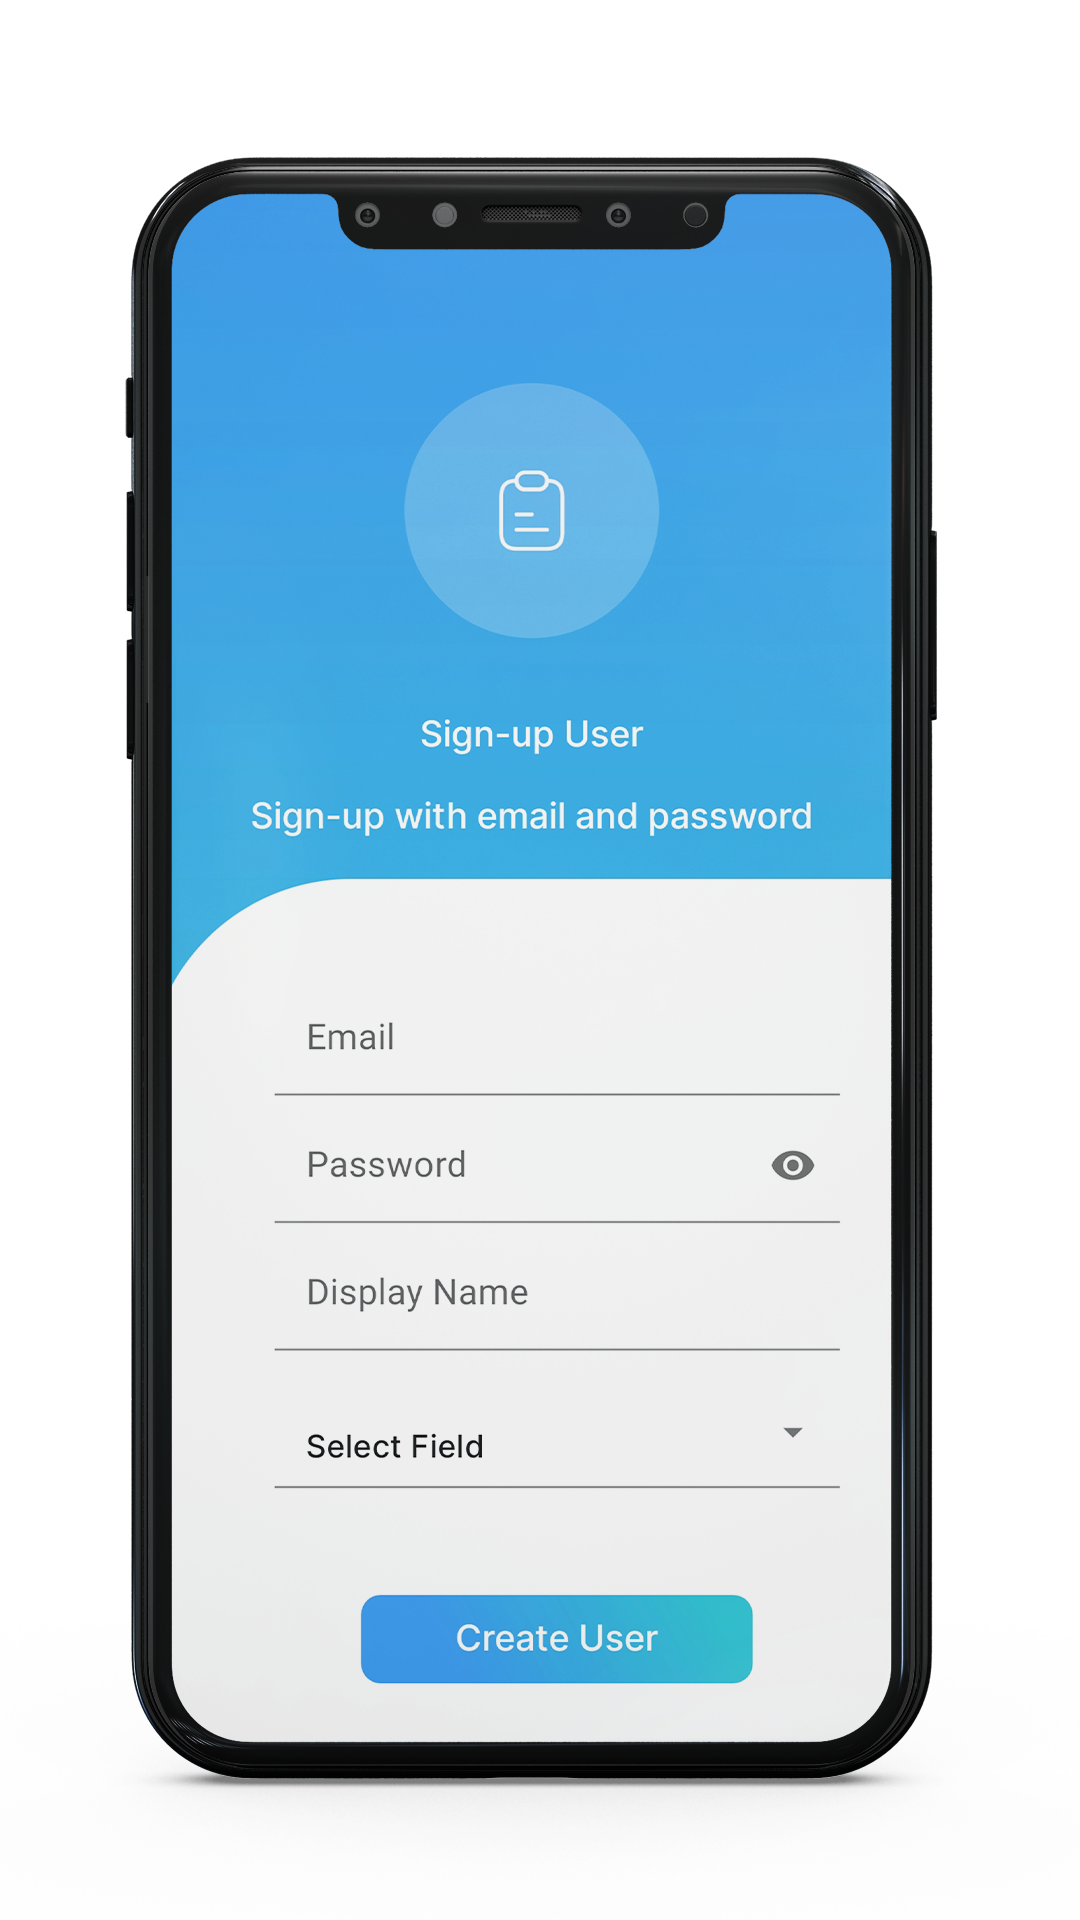 Sign-up User
Sign-up with email and password
Email
Password
Display Name
Select Field
Create User